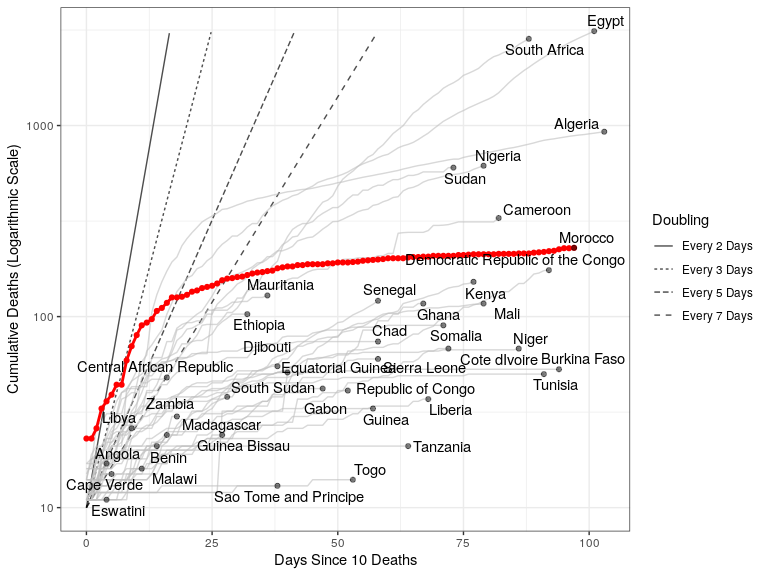 Egypt
South Africa
1000
Algeria
Nigeria
Sudan
Cameroon
Morocco
Democratic Republic of the Congo
Mauritania
Senegal
Kenya
100
Ethiopia
Ghana
Mali
Chad
Somalia
Niger
Djibouti
Central African Republic
Equatorial Guinea
Sierra Leone
Cote dIvoire
Burkina Faso
South Sudan
Republic of Congo
Tunisia
Zambia
Gabon
Liberia
Libya
Madagascar
Guinea
Guinea Bissau
Tanzania
Angola
Benin
Malawi
Togo
Cape Verde
Sao Tome and Principe
10
Eswatini
0
25
50
75
100
Days Since 10 Deaths
Cumulative Deaths (Logarithmic Scale)
Doubling
Every 2 Days
Every 3 Days
Every 5 Days
Every 7 Days